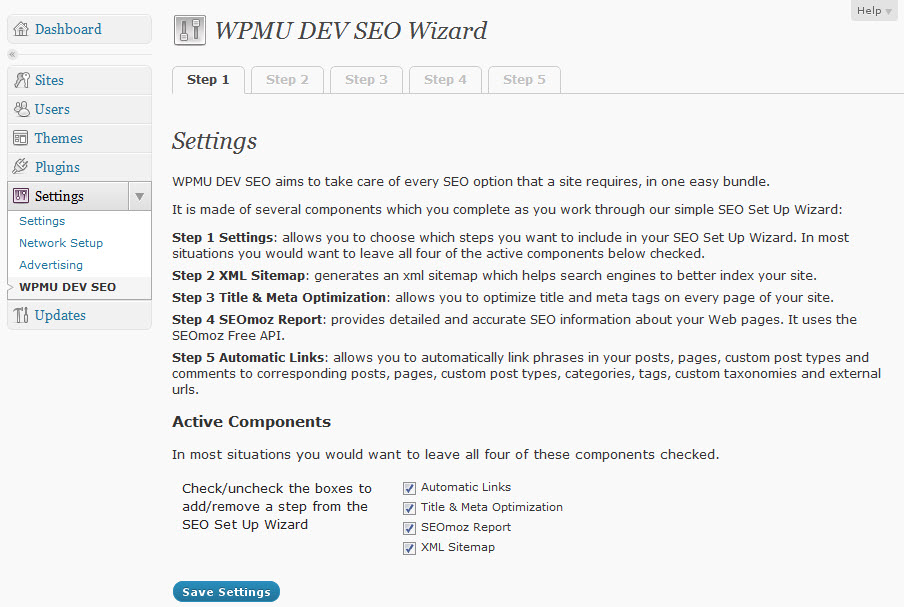 Help
Dashboard
WPMU DEV SEO Wizard
Step 1 Step 2 Step 3 Step 4 Step 5
Sites
Users
Themes
Plugins
Settings
Settings
Network Setup
Advertising
WPMU DEV SEO
Updates
Settings
WPMU DEV SEO aims to take care of every SEO option that a site requires, in one easy bundle.
It is made of several components which you complete as you work through our simple SEO Set Up Wizard:
Step 1 Settings: allows you to choose which steps you want to include in your SEO Set Up Wizard. In most
situations you would want to leave all four of the active components below checked.
Step 2 XML Sitemap: generates an xml sitemap which helps search engines to better index your site.
Step 3 Title & Meta Optimization: allows you to optimize title and meta tags on every page of your site.
Step 4 SEOmoz Report: provides detailed and accurate SEO information about your Web pages. It uses the
SEOmoz Free API.
Step 5 Automatic Links: allows you to automatically link phrases in your posts, pages, custom post types and
comments to corresponding posts, pages, custom post types, categories, tags, custom taxonomies and external
urls.
Active Components
In most situations you would want to leave all four of these components checked.
Check/uncheck the boxes to
add/remove a step from the
SEO Set Up Wizard
Automatic Links
Title & Meta Optimization
SEOmoz Report
XML Sitemap
Save Settings